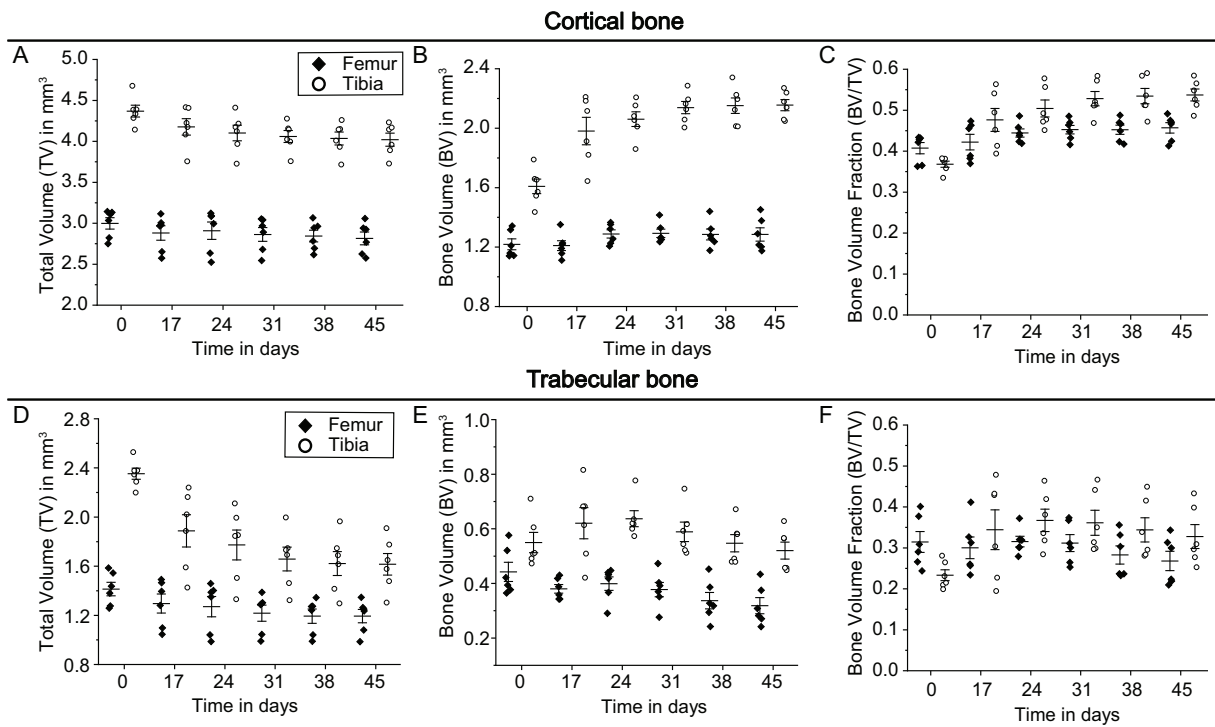 Cortical bone
A
Total Volume (TV) in mm³
5.0
4.5
4.0
3.5
3.0
2.5
2.0
Femur
Tibia
0 17 24 31 38 45
Time in days
B
Bone Volume (BV) in mm³
2.4
2.0
1.6
1.2
0.8
0 17 24 31 38 45
Time in days
C
Bone Volume Fraction (BV/TV)
0.6
0.5
0.4
0.3
0.2
0.1
0.0
0 17 24 31 38 45
Time in days
Trabecular bone
D
Total Volume (TV) in mm³
2.8
2.4
2.0
1.6
1.2
0.8
Femur
Tibia
0 17 24 31 38 45
Time in days
E
Bone Volume (BV) in mm³
1.0
0.8
0.6
0.4
0.2
0 17 24 31 38 45
Time in days
F
Bone Volume Fraction (BV/TV)
0.6
0.5
0.4
0.3
0.2
0.1
0.0
0 17 24 31 38 45
Time in days